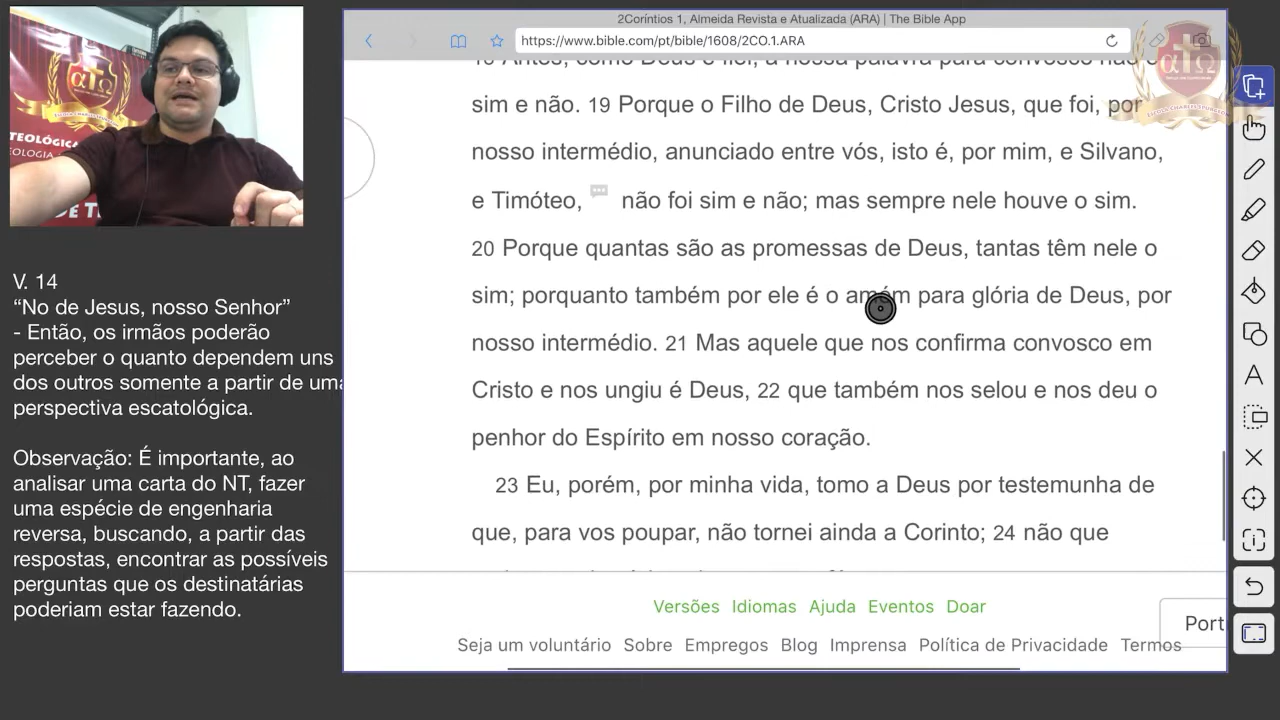 2Coríntios 1, Almeida Revista e Atualizada (ARA) | The Bible App
https://www.bible.com/pt/bible/1608/2CO.1.ARA
TEOLÓGICA
V. 14
“No de Jesus, nosso Senhor”
- Então, os irmãos poderão
perceber o quanto dependem uns
dos outros somente a partir de uma
perspectiva escatológica.
Observação: É importante, ao
analisar uma carta do NT, fazer
uma espécie de engenharia
reversa, buscando, a partir das
respostas, encontrar as possíveis
perguntas que os destinatárias
poderiam estar fazendo.
sim e não. 19 Porque o Filho de Deus, Cristo Jesus, que foi, por
nosso intermédio, anunciado entre vós, isto é, por mim, e Silvano,
e Timóteo, não foi sim e não; mas sempre nele houve o sim.
20 Porque quantas são as promessas de Deus, tantas têm nele o
sim; porquanto também por ele é o amém para glória de Deus, por
nosso intermédio. 21 Mas aquele que nos confirma convosco em
Cristo e nos ungiu é Deus, 22 que também nos selou e nos deu o
penhor do Espírito em nosso coração.
23 Eu, porém, por minha vida, tomo a Deus por testemunha de
que, para vos poupar, não tornei ainda a Corinto; 24 não que
Versões Idiomas Ajuda Eventos Doar
Port
Seja um voluntário Sobre Empregos Blog Imprensa Política de Privacidade Termos